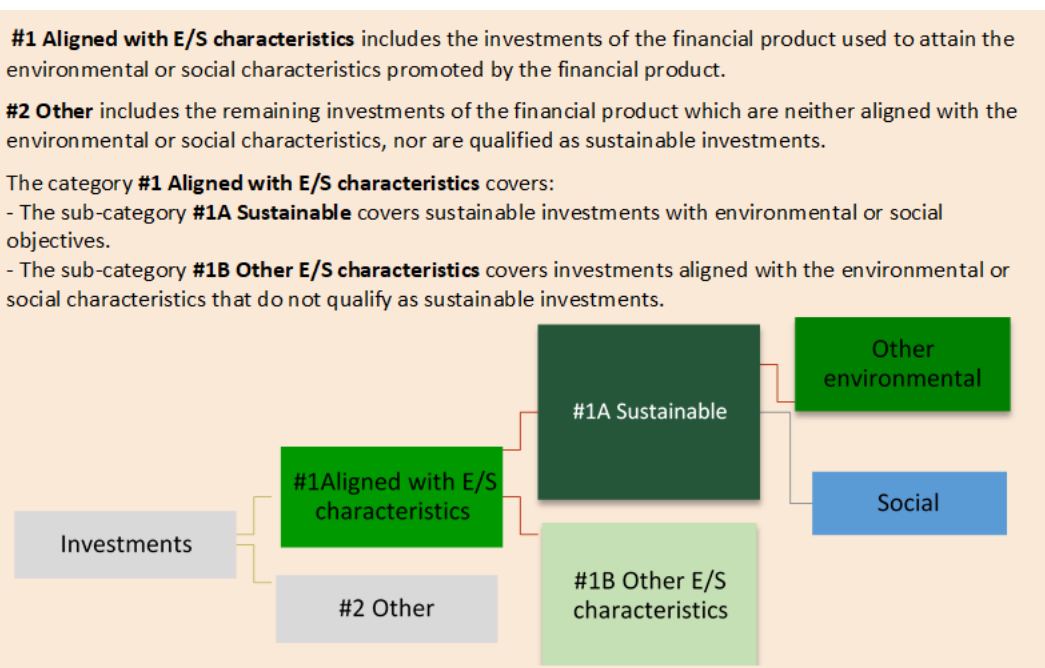 #1 Aligned with E/S characteristics includes the investments of the financial product used to attain the
environmental or social characteristics promoted by the financial product.
#2 Other includes the remaining investments of the financial product which are neither aligned with the
environmental or social characteristics, nor are qualified as sustainable investments.
The category #1 Aligned with E/S characteristics covers:
- The sub-category #1A Sustainable covers sustainable investments with environmental or social
objectives.
- The sub-category #1B Other E/S characteristics covers investments aligned with the environmental or
social characteristics that do not qualify as sustainable investments.
Investments
#1Aligned with E/S
characteristics
#2 Other
#1A Sustainable
#1B Other E/S
characteristics
Other
environmental
Social